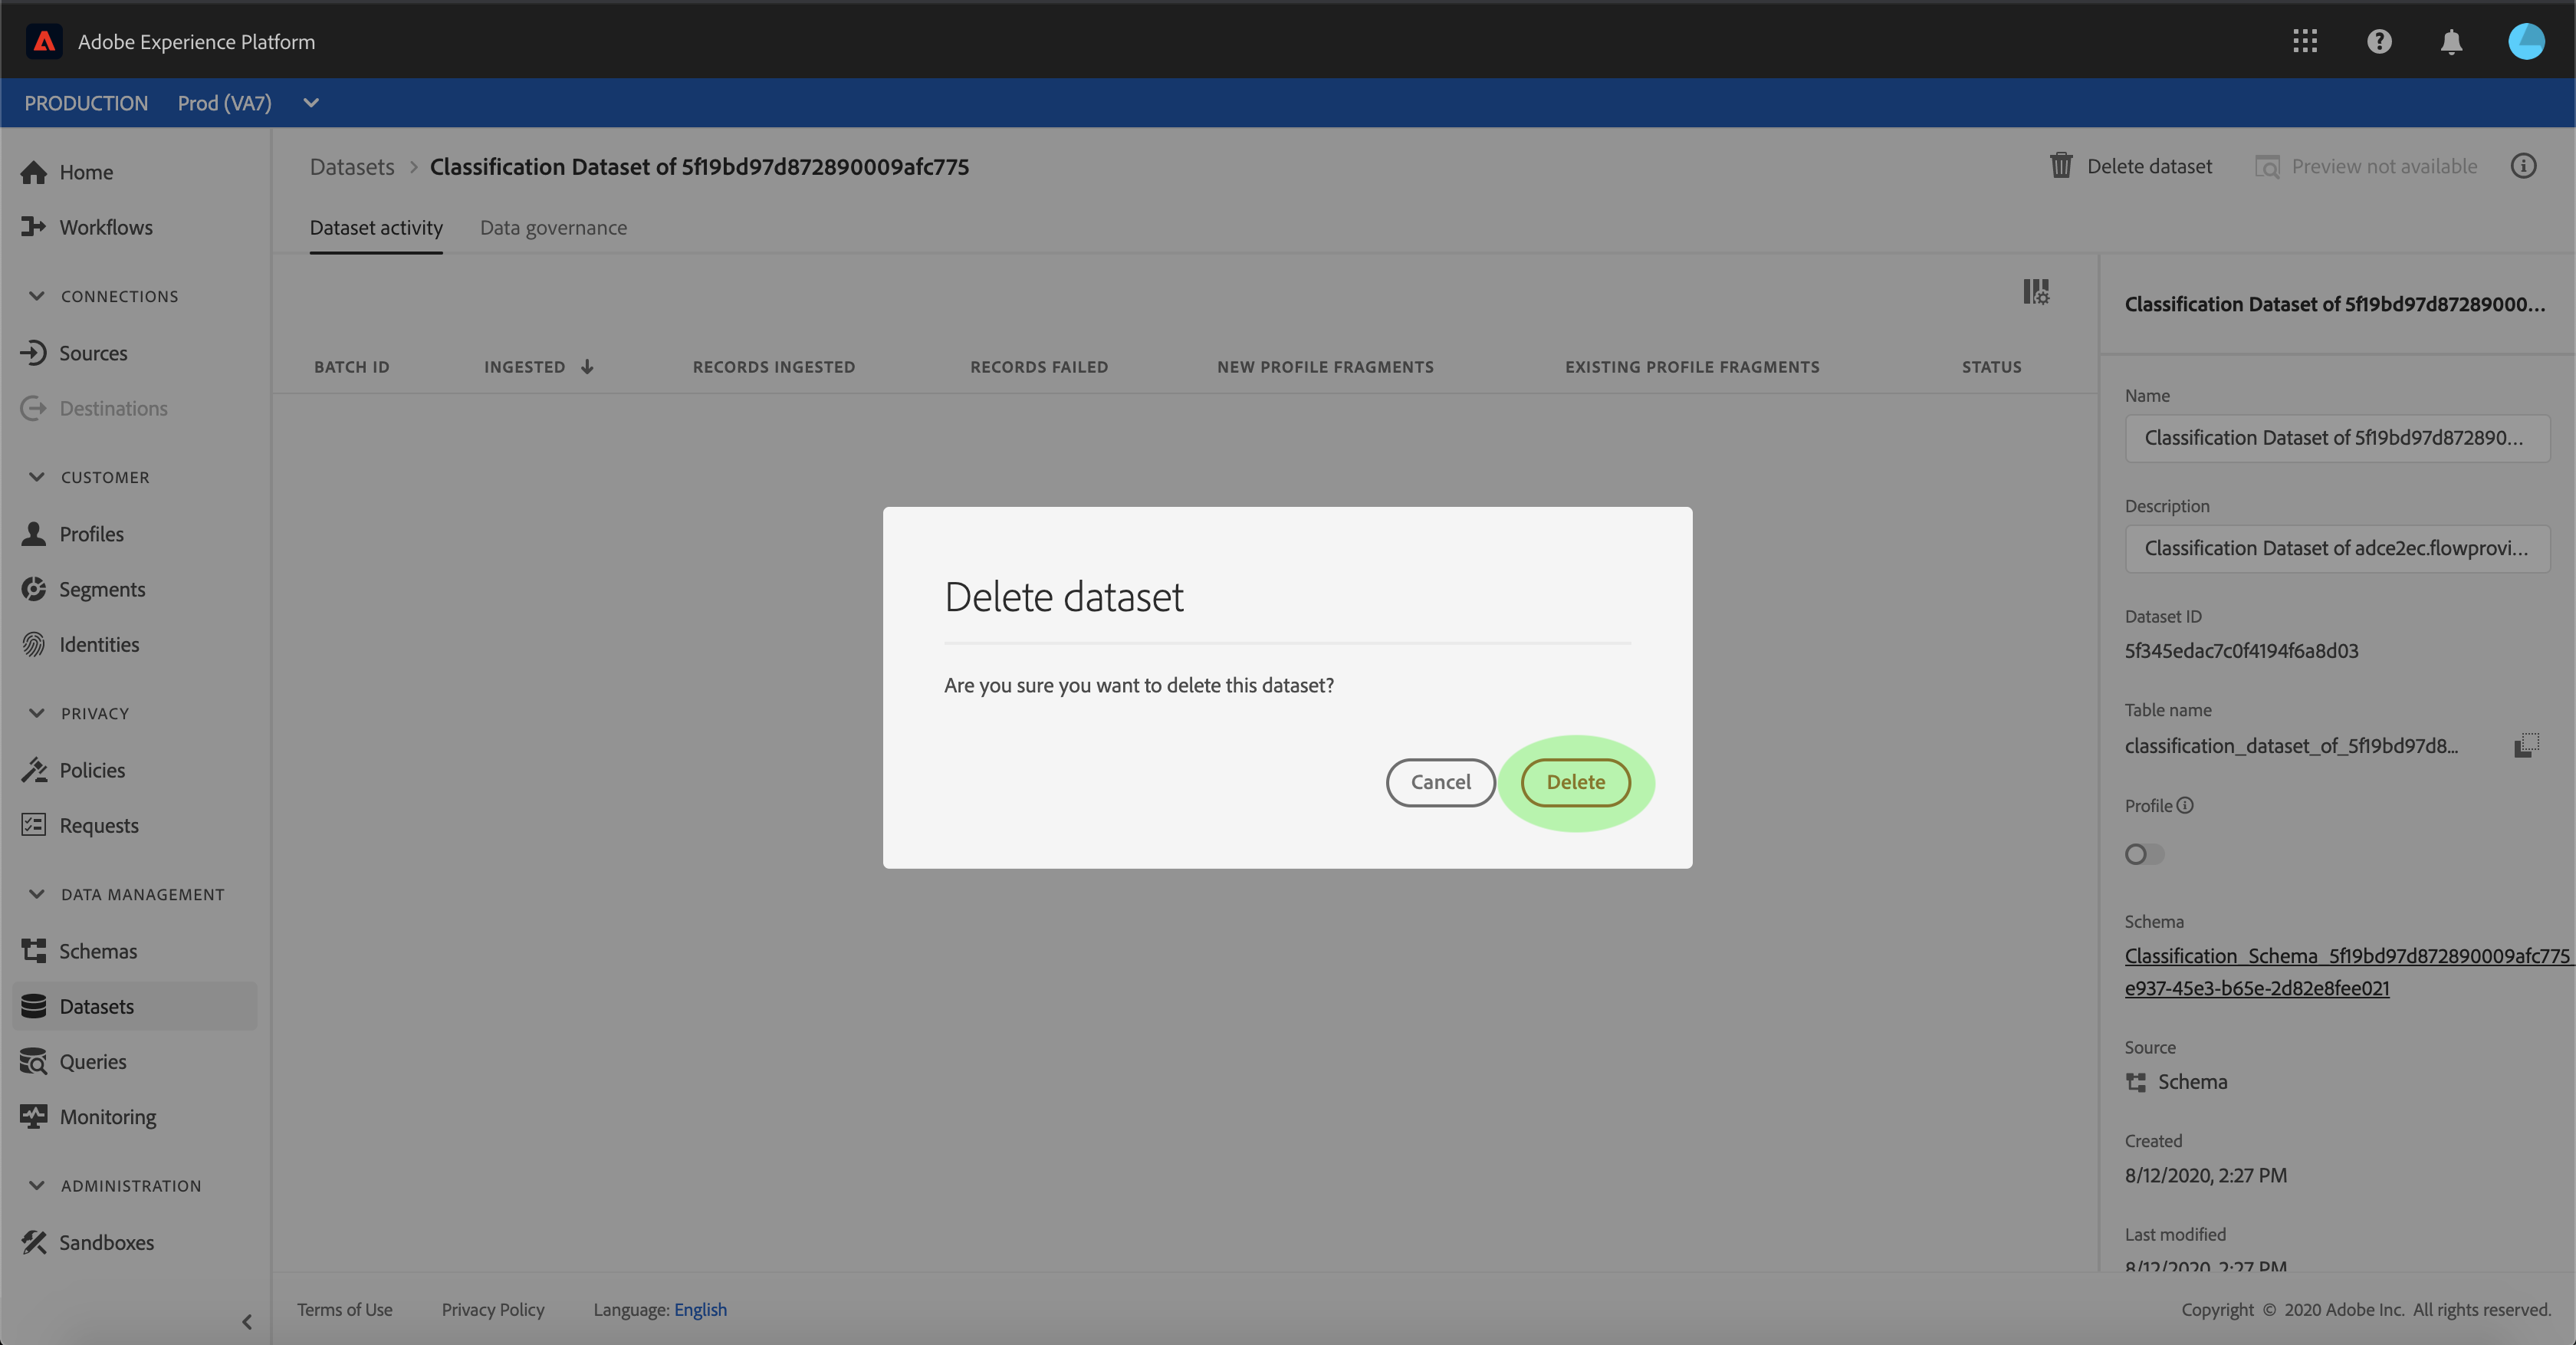 Adobe Experience Platform
PRODUCTION Prod (VA7)
Home
Workflows
CONNECTIONS
Sources
Destinations
CUSTOMER
Profiles
Segments
Identities
PRIVACY
Policies
Requests
DATA MANAGEMENT
Schemas
Datasets
Queries
Monitoring
ADMINISTRATION
Sandboxes
Datasets > Classification Dataset of 5f19bd97d872890009afc775
Delete dataset Preview not available
Dataset activity Data governance
BATCH ID INGESTED RECORDS INGESTED RECORDS FAILED NEW PROFILE FRAGMENTS EXISTING PROFILE FRAGMENTS STATUS
Delete dataset
Are you sure you want to delete this dataset?
Cancel Delete
Classification Dataset of 5f19bd97d87289000...
Name
Classification Dataset of 5f19bd97d872890...
Description
Classification Dataset of adce2ec.flowprovi...
Dataset ID
5f345edac7c0f4194f6a8d03
Table name
classification_dataset_of_5f19bd97d8...
Profile
Schema
Classification_Schema_5f19bd97d872890009afc775_
e937-45e3-b65e-2d82e8fee021
Source
Schema
Created
8/12/2020, 2:27 PM
Last modified
8/12/2020, 2:27 PM
Terms of Use Privacy Policy Language: English
Copyright © 2020 Adobe Inc. All rights reserved.